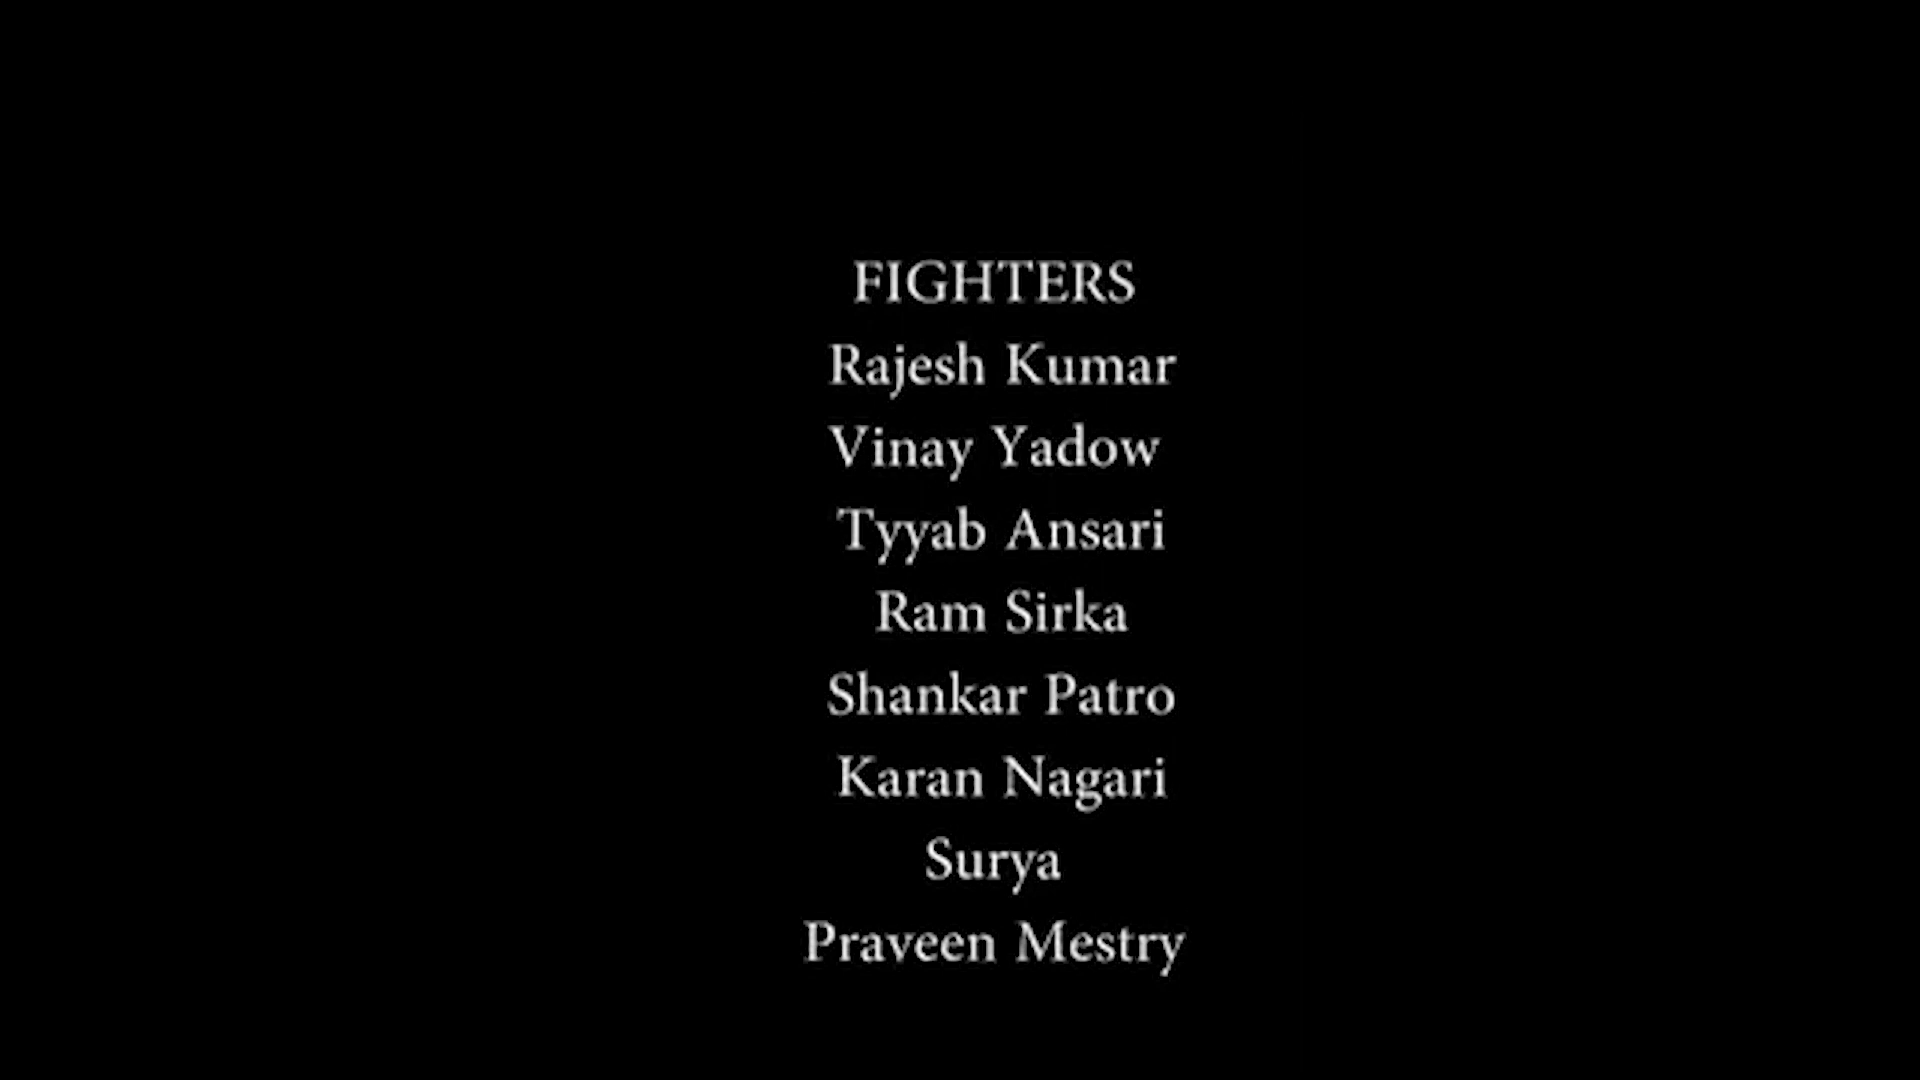 FIGHTERS
Rajesh Kumar
Vinay Yadow
Tyyab Ansari
Ram Sirka
Shankar Patro
Karan Nagari
Surya
Praveen Mestry